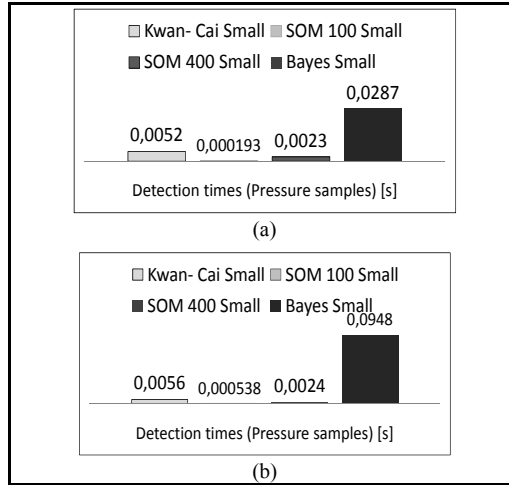 Kwan- Cai Small SOM 100 Small
SOM 400 Small Bayes Small
0,0287
0,0052 0,000193 0,0023
Detection times (Pressure samples) [s]
(a)
Kwan- Cai Small SOM 100 Small
SOM 400 Small Bayes Small
0,0948
0,0056 0,000538 0,0024
Detection times (Pressure samples) [s]
(b)